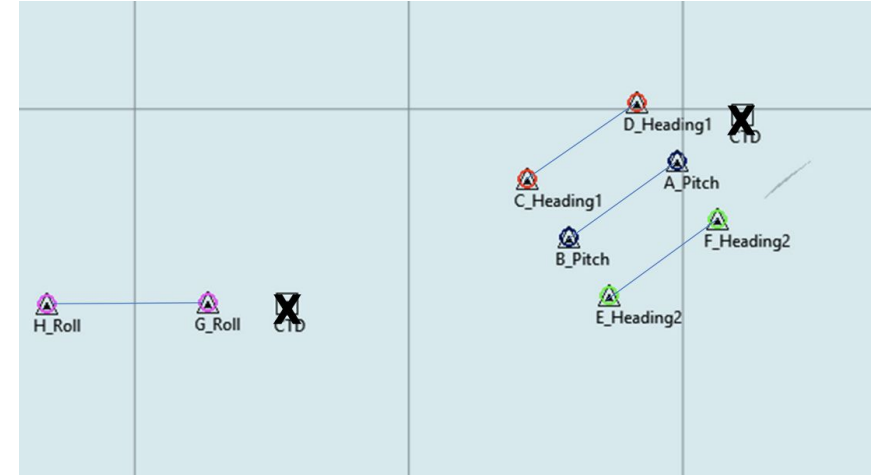 D_Heading1
CTD
A_Pitch
C_Heading1
F_Heading2
B_Pitch
E_Heading2
H_Roll
G_Roll
CTD